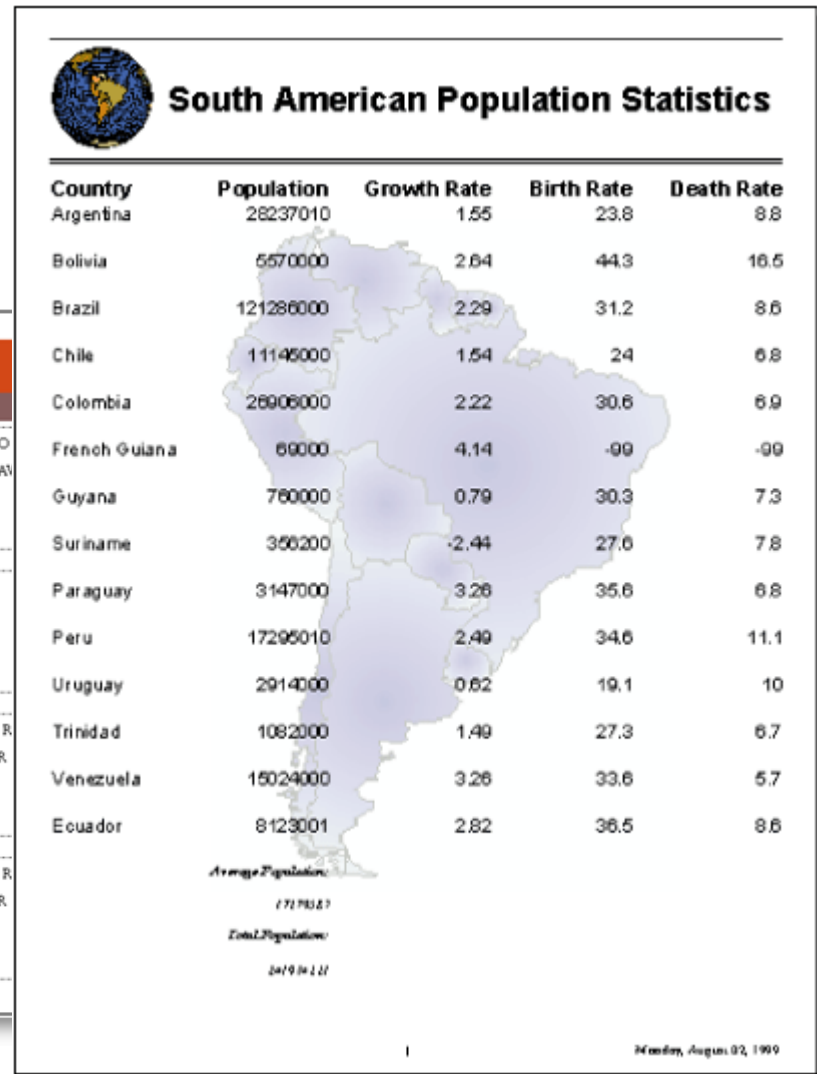 South American Population Statistics
Country Population Growth Rate Birth Rate Death Rate
Argentina 28237010 1.55 23.8 8.8
Bolivia 5570000 2.64 44.3 16.5
Brazil 121286000 2.29 31.2 8.6
Chile 11145000 1.54 24 6.8
Colombia 26906000 2.22 30.6 6.9
French Guiana 69000 4.14 -99 -99
Guyana 760000 0.79 30.3 7.3
Suriname 356200 -2.44 27.6 7.8
Paraguay 3147000 3.26 35.6 6.8
Peru 17295010 2.49 34.6 11.1
Uruguay 2914000 0.62 19.1 10
Trinidad 1082000 1.49 27.3 6.7
Venezuela 15024000 3.26 33.6 5.7
Ecuador 8123001 2.82 36.5 8.6
Average Population:
Total Population:
1 Monday, August 02, 1999